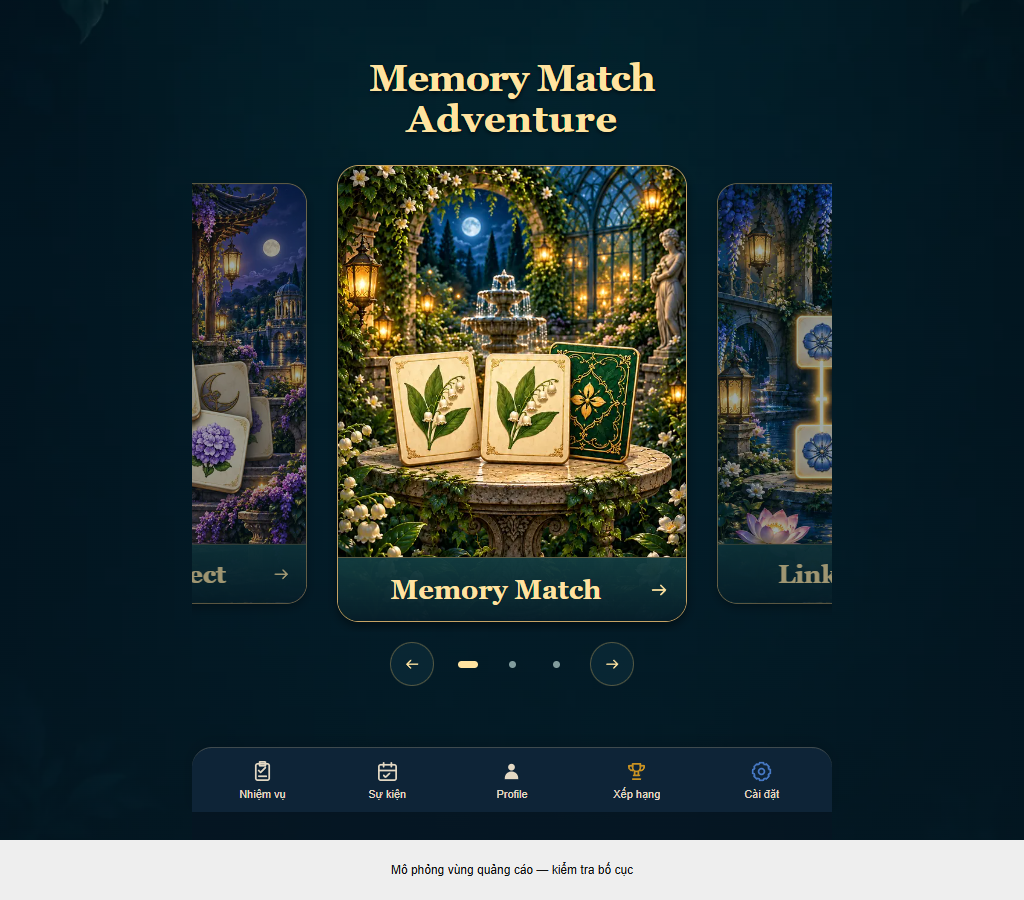 Memory Match
Adventure
ect
Memory Match
Link
Nhiệm vụ
Sự kiện
Profile
Xếp hạng
Cài đặt
Mô phỏng vùng quảng cáo — kiểm tra bố cục